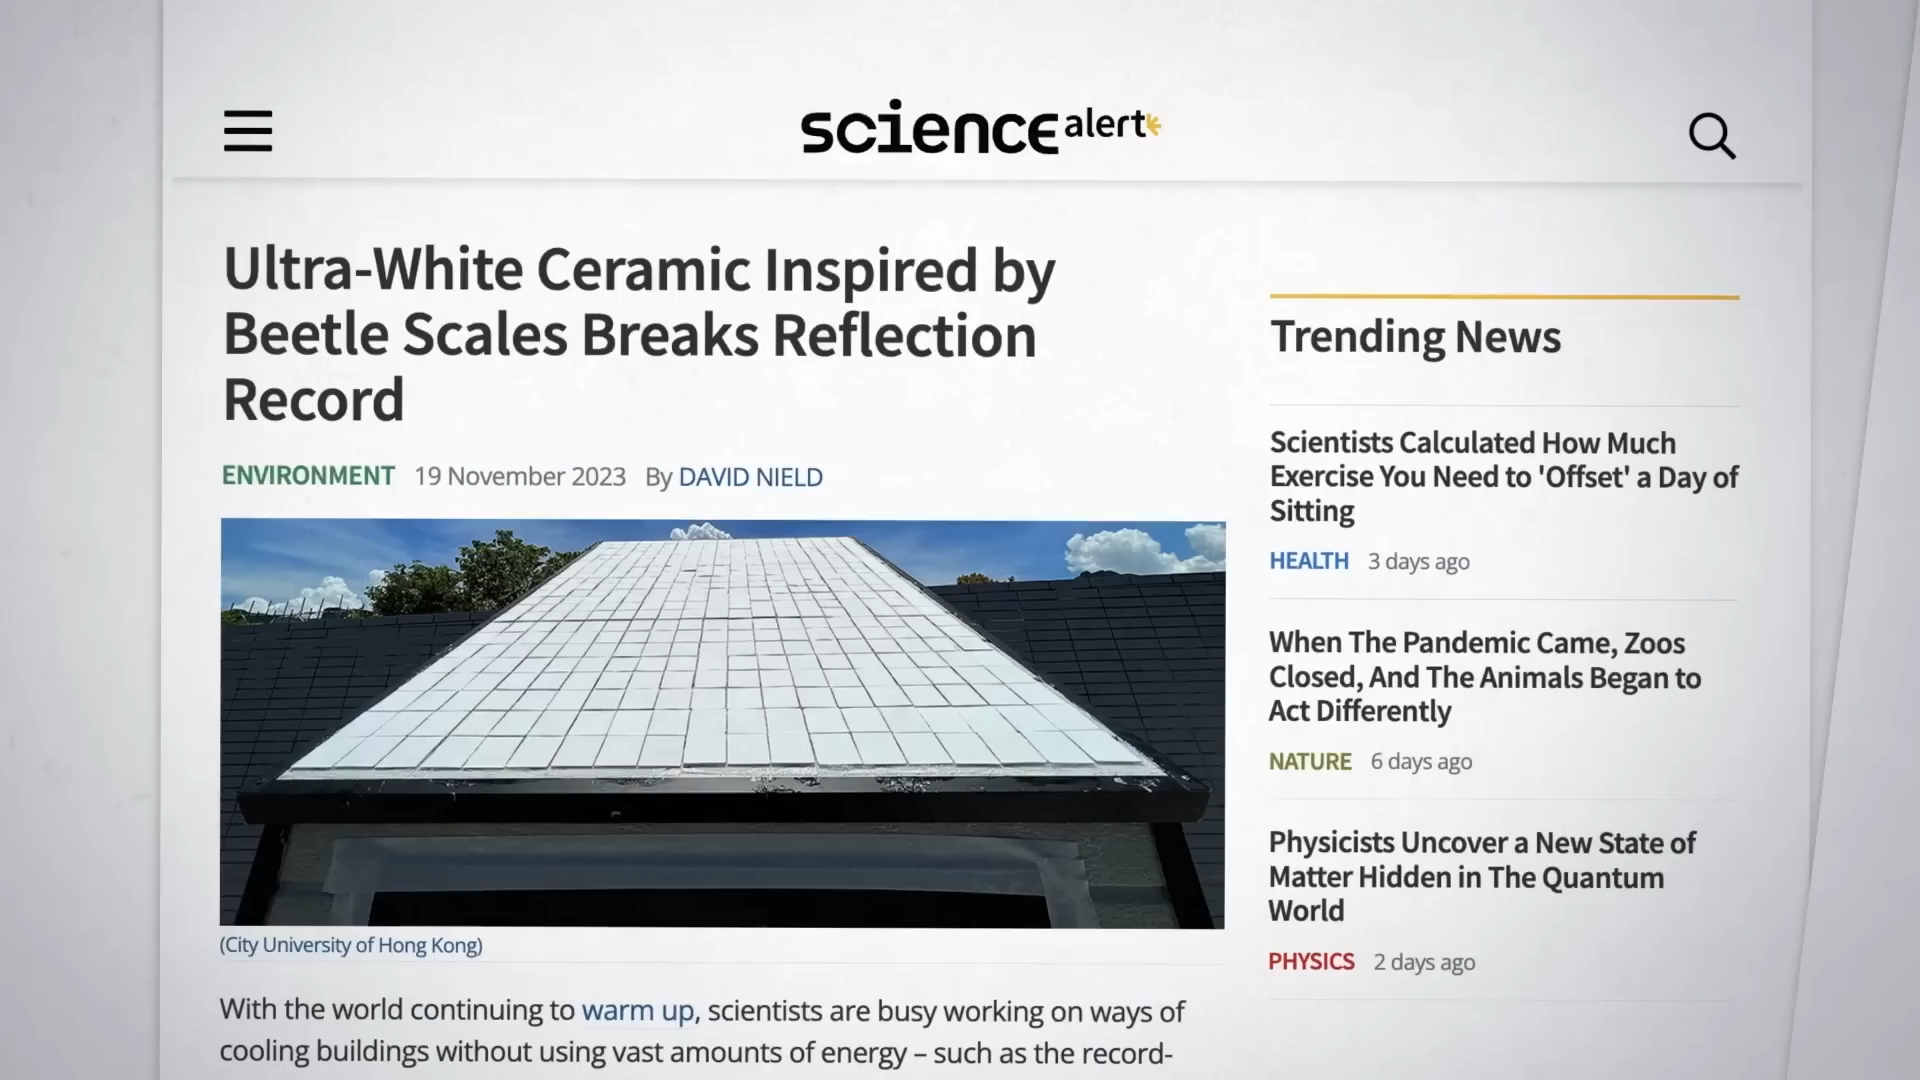 science alert
Ultra-White Ceramic Inspired by
Beetle Scales Breaks Reflection
Record
ENVIRONMENT 19 November 2023 By DAVID NIELD
(City University of Hong Kong)
With the world continuing to warm up, scientists are busy working on ways of
cooling buildings without using vast amounts of energy – such as the record-
Trending News
Scientists Calculated How Much
Exercise You Need to 'Offset' a Day of
Sitting
HEALTH 3 days ago
When The Pandemic Came, Zoos
Closed, And The Animals Began to
Act Differently
NATURE 6 days ago
Physicists Uncover a New State of
Matter Hidden in The Quantum
World
PHYSICS 2 days ago